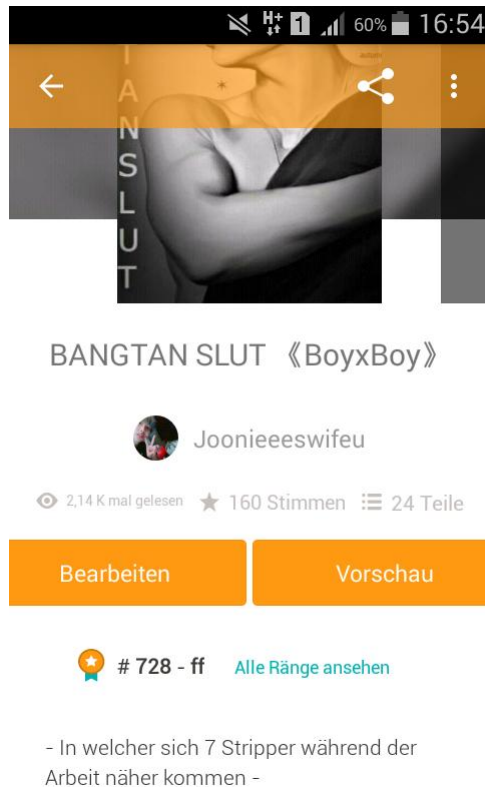 H+ 1 60% 16:54
I
A
N
S
L
U
T
BANGTAN SLUT 《BoyxBoy》
Joonieeeswifeu
2,14 K mal gelesen 160 Stimmen 24 Teile
Bearbeiten Vorschau
# 728 - ff Alle Ränge ansehen
- In welcher sich 7 Stripper während der
Arbeit näher kommen -